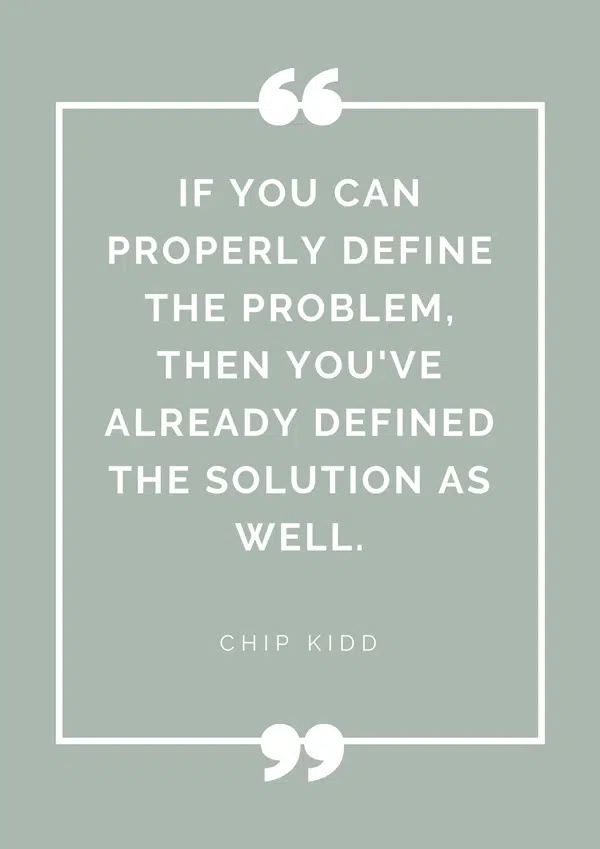 “
IF YOU CAN
PROPERLY DEFINE
THE PROBLEM,
THEN YOU'VE
ALREADY DEFINED
THE SOLUTION AS
WELL.
CHIP KIDD
”